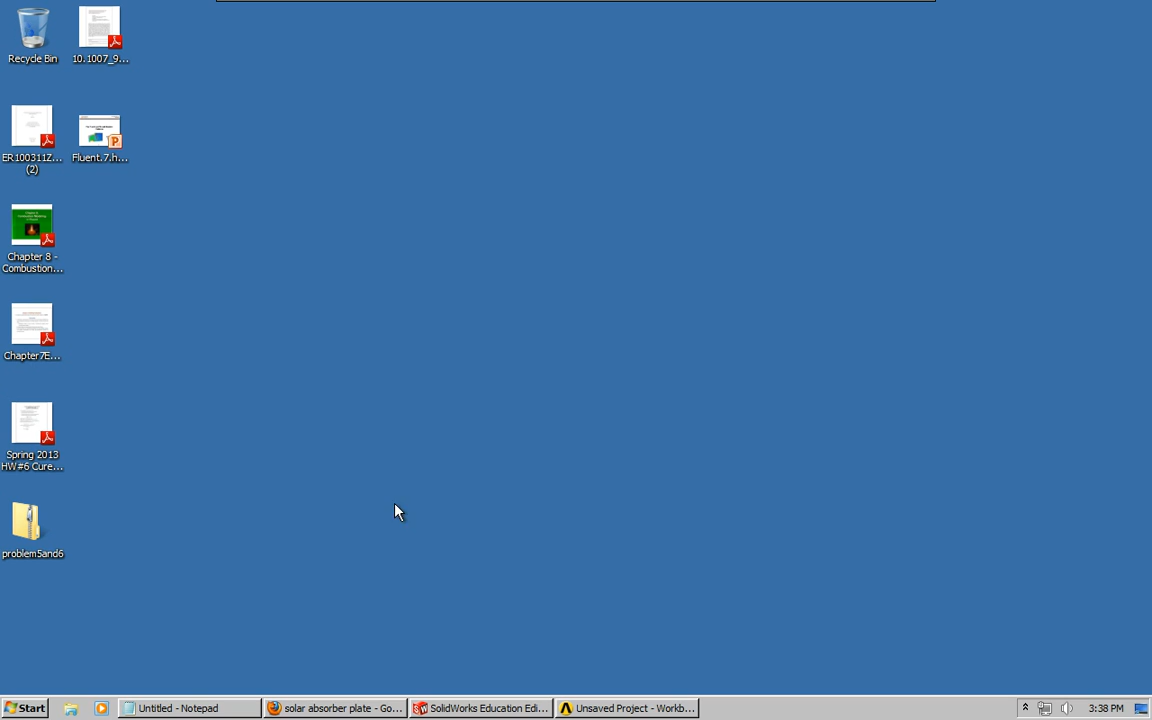 Recycle Bin
10.1007_9...
ER100311Z...
(2)
Fluent.7.h...
Chapter 8 -
Combustion...
Chapter7E...
Spring 2013
HW#6 Cure...
problem5and6
Start
Untitled - Notepad
solar absorber plate - Go...
SolidWorks Education Edi...
Unsaved Project - Workb...
3:38 PM